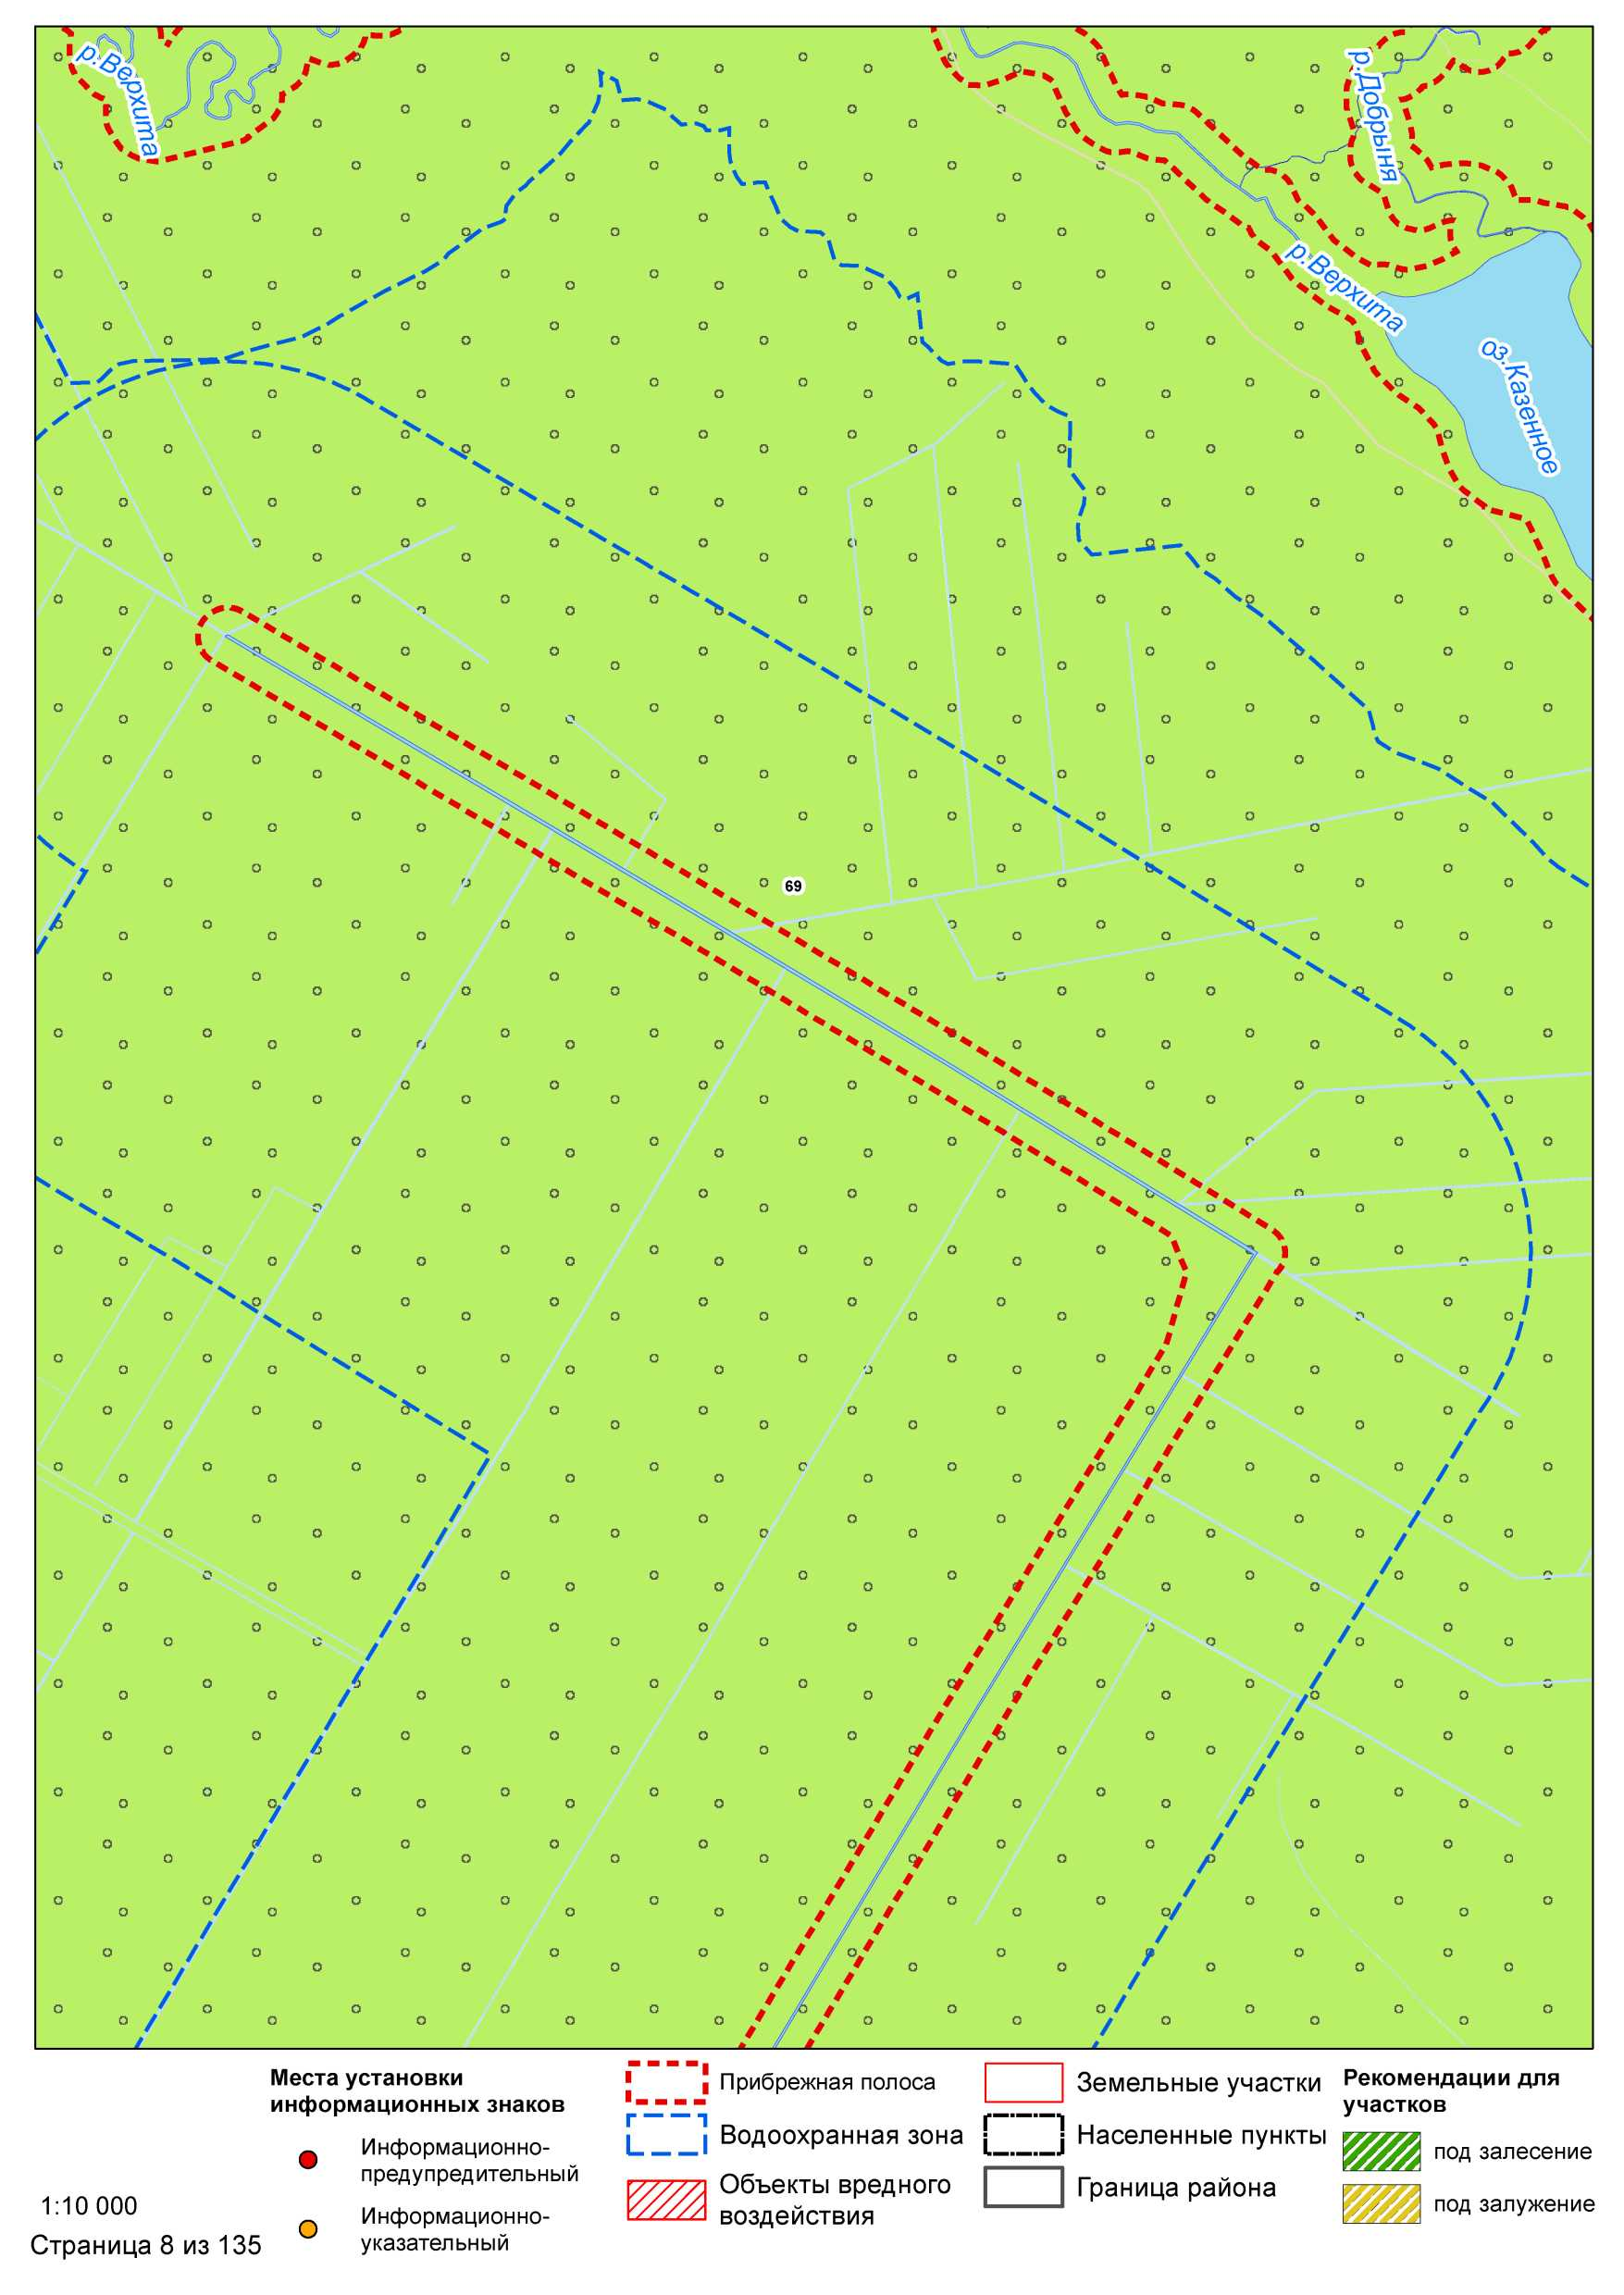 р.Верхита
р.Добрыня
р.Верхита
оз.Казенное
69
Места установки
информационных знаков
Информационно-
предупредительный
Информационно-
указательный
Прибрежная полоса
Водоохранная зона
Объекты вредного
воздействия
Земельные участки
Населенные пункты
Граница района
Рекомендации для
участков
под залесение
под залужение
1:10 000
Страница 8 из 135